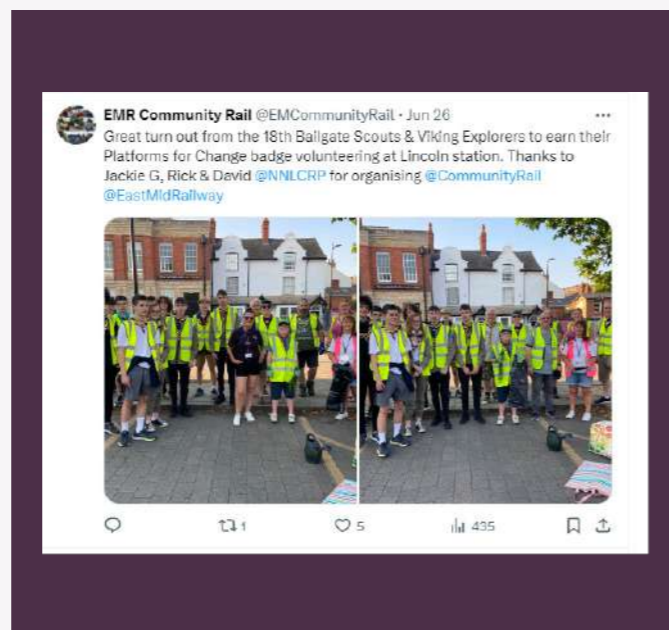 EMR Community Rail @EMCommunityRail · Jun 26
Great turn out from the 18th Bailgate Scouts & Viking Explorers to earn their
Platforms for Change badge volunteering at Lincoln station. Thanks to
Jackie G, Rick & David @NNLCRP for organising @CommunityRail
@EastMidRailway
1 5 435